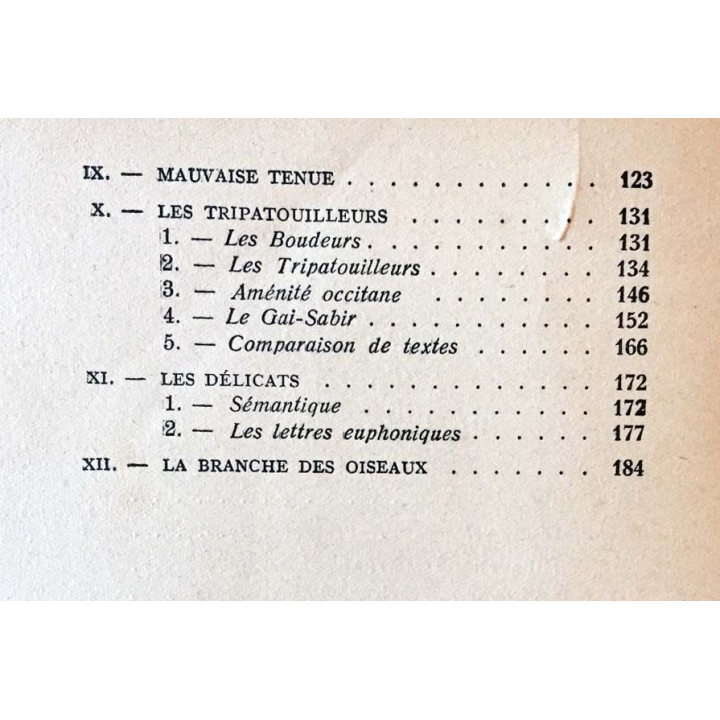 IX. — MAUVAISE TENUE . . . . . . . . . . . . 123
X. — LES TRIPATOUILLEURS . . . . . . . . . 131
1. — Les Boudeurs . . . . . . . . . . . 131
2. — Les Tripatouilleurs . . . . . . . . 134
3. — Aménité occitane . . . . . . . . 146
4. — Le Gai-Sabir . . . . . . . . . . . 152
5. — Comparaison de textes . . . . . . 166
XI. — LES DÉLICATS . . . . . . . . . . . . . 172
1. — Sémantique . . . . . . . . . . . 172
2. — Les lettres euphoniques . . . . . . 177
XII. — LA BRANCHE DES OISEAUX . . . . . . . 184